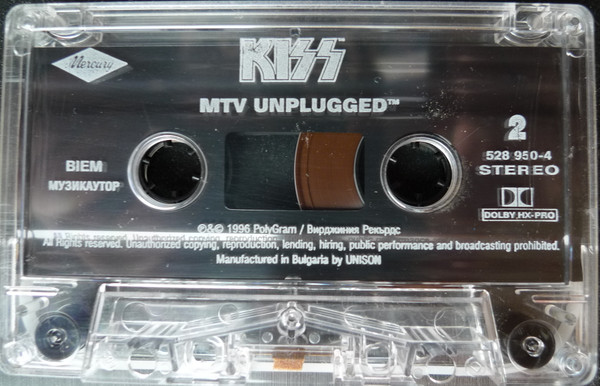 Mercury
KISS™
MTV UNPLUGGED™
2
BIEM
МУЗИКАУТОР
528 950-4
STEREO
DOLBY HX-PRO
℗&© 1996 PolyGram / Вирджиния Рекърдс
All Rights reserved. Unauthorized copying, reproduction, lending, hiring, public performance and broadcasting prohibited.
Manufactured in Bulgaria by UNISON